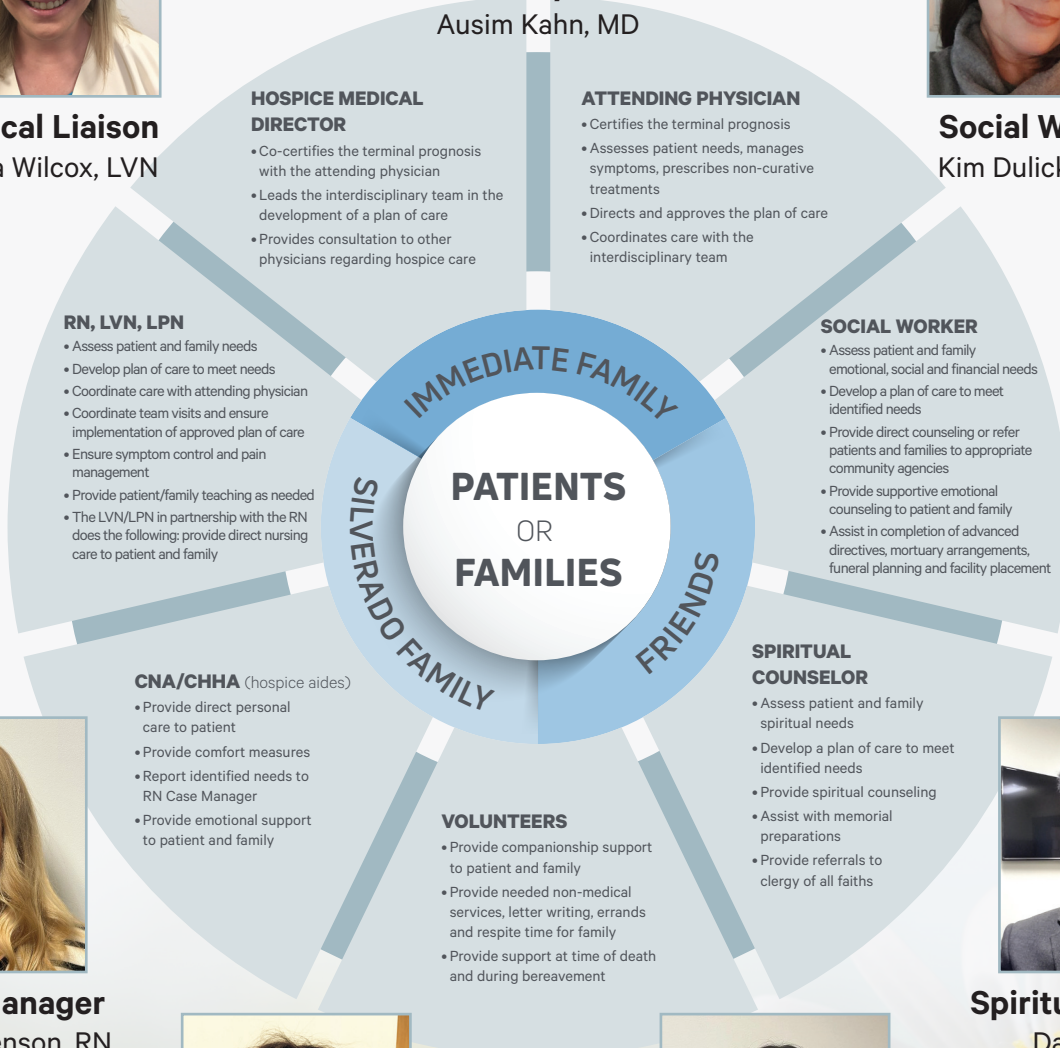 Ausim Kahn, MD
cal Liaison
Wilcox, LVN
Social W
Kim Dulick
HOSPICE MEDICAL
DIRECTOR
• Co-certifies the terminal prognosis
with the attending physician
• Leads the interdisciplinary team in the
development of a plan of care
• Provides consultation to other
physicians regarding hospice care
ATTENDING PHYSICIAN
• Certifies the terminal prognosis
• Assesses patient needs, manages
symptoms, prescribes non-curative
treatments
• Directs and approves the plan of care
• Coordinates care with the
interdisciplinary team
RN, LVN, LPN
• Assess patient and family needs
• Develop plan of care to meet needs
• Coordinate care with attending physician
• Coordinate team visits and ensure
implementation of approved plan of care
• Ensure symptom control and pain
management
• Provide patient/family teaching as needed
• The LVN/LPN in partnership with the RN
does the following: provide direct nursing
care to patient and family
SOCIAL WORKER
• Assess patient and family
emotional, social and financial needs
• Develop a plan of care to meet
identified needs
• Provide direct counseling or refer
patients and families to appropriate
community agencies
• Provide supportive emotional
counseling to patient and family
• Assist in completion of advanced
directives, mortuary arrangements,
funeral planning and facility placement
IMMEDIATE FAMILY
SILVERADO FAMILY
FRIENDS
PATIENTS
OR
FAMILIES
CNA/CHHA (hospice aides)
• Provide direct personal
care to patient
• Provide comfort measures
• Report identified needs to
RN Case Manager
• Provide emotional support
to patient and family
SPIRITUAL
COUNSELOR
• Assess patient and family
spiritual needs
• Develop a plan of care to meet
identified needs
• Provide spiritual counseling
• Assist with memorial
preparations
• Provide referrals to
clergy of all faiths
VOLUNTEERS
• Provide companionship support
to patient and family
• Provide needed non-medical
services, letter writing, errands
and respite time for family
• Provide support at time of death
and during bereavement
anager
enson, RN
Spiritu
Da